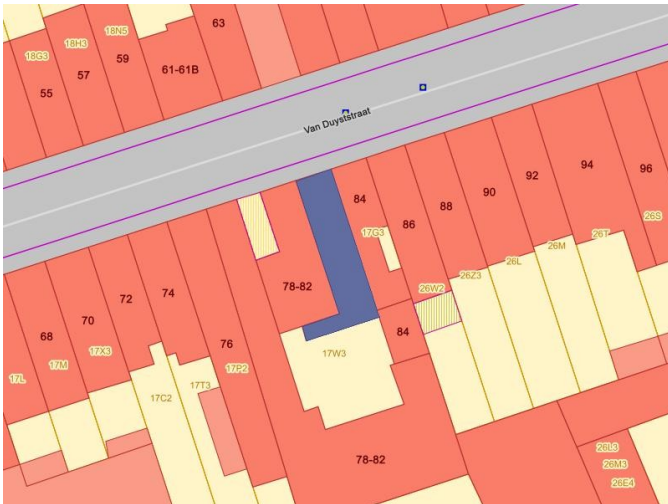 63
18N5
18H3
18G3
59
61-61B
57
55
Van Duyststraat
84
86
88
90
92
94
96
17G3
26W2
26Z3
26L
26M
26T
26S
68
70
72
74
76
78-82
84
17L
17M
17X3
17C2
17T3
17P2
17W3
78-82
26L3
26M3
26E4